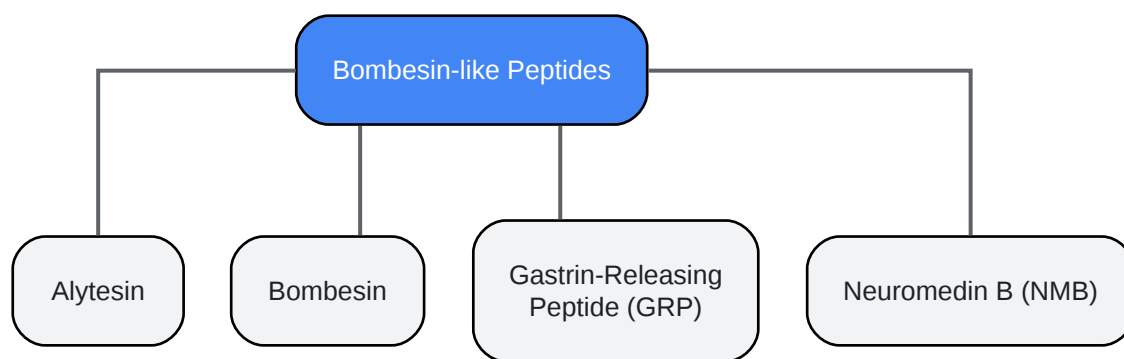 Bombesin-like Peptides
Alytesin
Bombesin
Gastrin-Releasing
Peptide (GRP)
Neuromedin B (NMB)